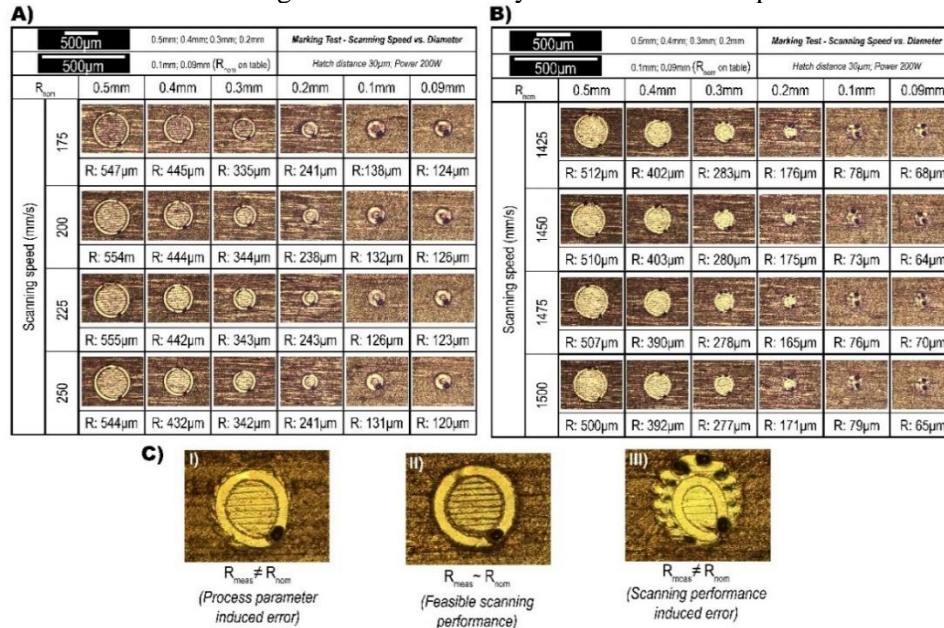 A)
500µm 0.5mm; 0.4mm; 0.3mm; 0.2mm Marking Test - Scanning Speed vs. Diameter
500µm 0.1mm; 0.09mm (Rnom on table) Hatch distance 30µm; Power 200W
Rnom 0.5mm 0.4mm 0.3mm 0.2mm 0.1mm 0.09mm
Scanning speed (mm/s)
175
R: 547µm R: 445µm R: 335µm R: 241µm R:138µm R: 124µm
200
R: 554m R: 444µm R: 344µm R: 238µm R: 132µm R: 126µm
225
R: 555µm R: 442µm R: 343µm R: 243µm R: 126µm R: 123µm
250
R: 544µm R: 432µm R: 342µm R: 241µm R: 131µm R: 120µm
B)
500µm 0.5mm; 0.4mm; 0.3mm; 0.2mm Marking Test - Scanning Speed vs. Diameter
500µm 0.1mm; 0.09mm (Rnom on table) Hatch distance 30µm; Power 200W
Rnom 0.5mm 0.4mm 0.3mm 0.2mm 0.1mm 0.09mm
Scanning speed (mm/s)
1425
R: 512µm R: 402µm R: 283µm R: 176µm R: 78µm R: 68µm
1450
R: 510µm R: 403µm R: 280µm R: 175µm R: 73µm R: 64µm
1475
R: 507µm R: 390µm R: 278µm R: 165µm R: 76µm R: 70µm
1500
R: 500µm R: 392µm R: 277µm R: 171µm R: 79µm R: 65µm
C)
I) II) III)
Rmeas ≠ Rnom Rmeas ~ Rnom Rmeas ≠ Rnom
(Process parameter (Feasible scanning (Scanning performance
induced error) performance) induced error)